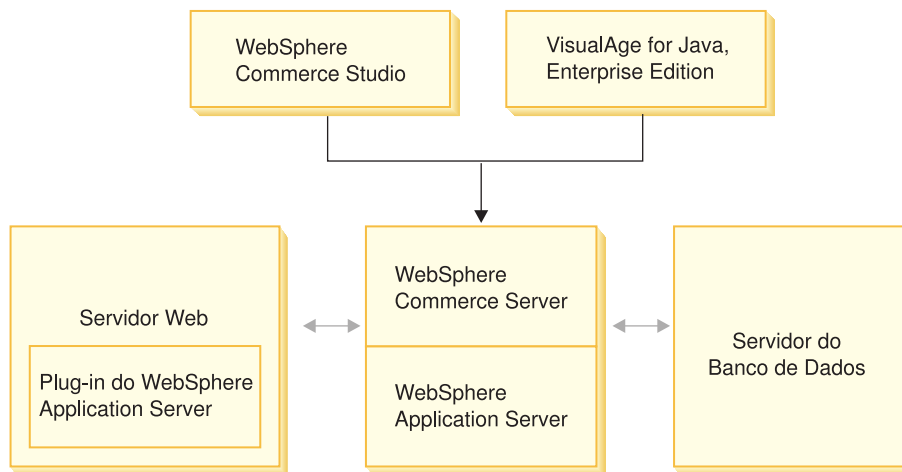 WebSphere
Commerce Studio
VisualAge for Java,
Enterprise Edition
Servidor Web
Plug-in do WebSphere
Application Server
WebSphere
Commerce Server
WebSphere
Application Server
Servidor do
Banco de Dados